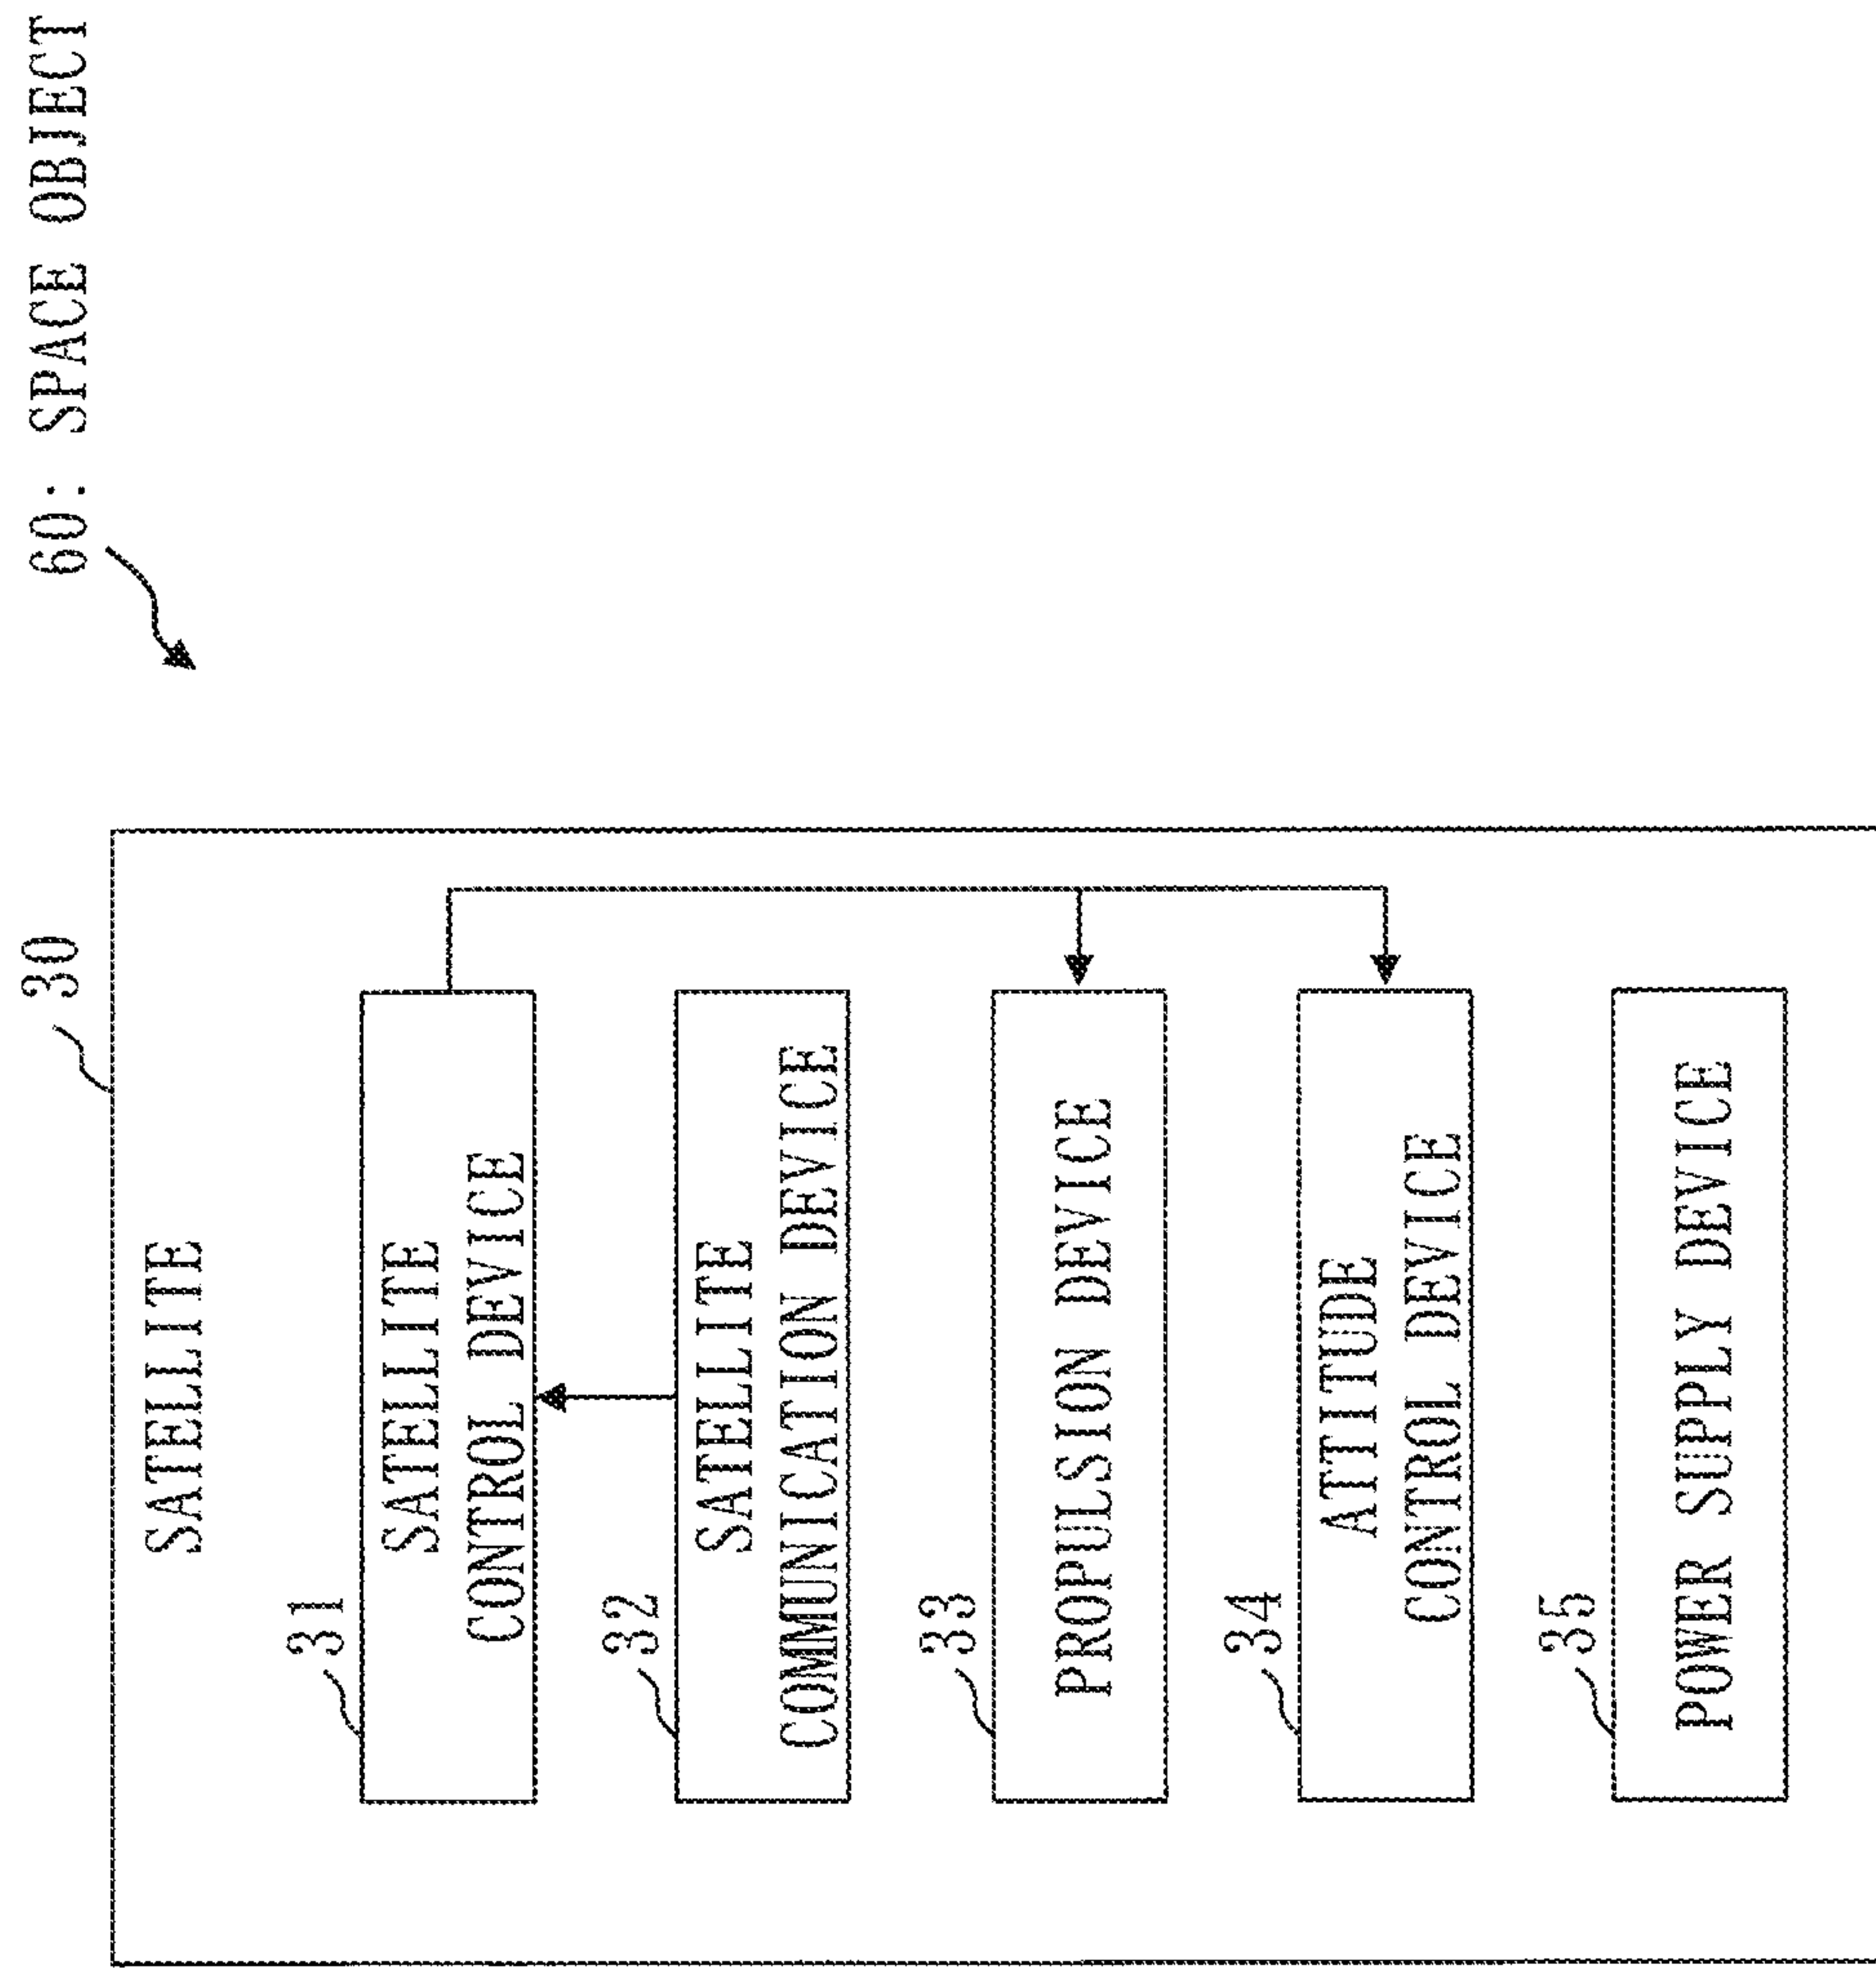 60: SPACE OBJECT
30
SATELLITE
31
SATELLITE
CONTROL DEVICE
32
SATELLITE
COMMUNICATION DEVICE
33
PROPULSION DEVICE
34
ATTITUDE
CONTROL DEVICE
35
POWER SUPPLY DEVICE